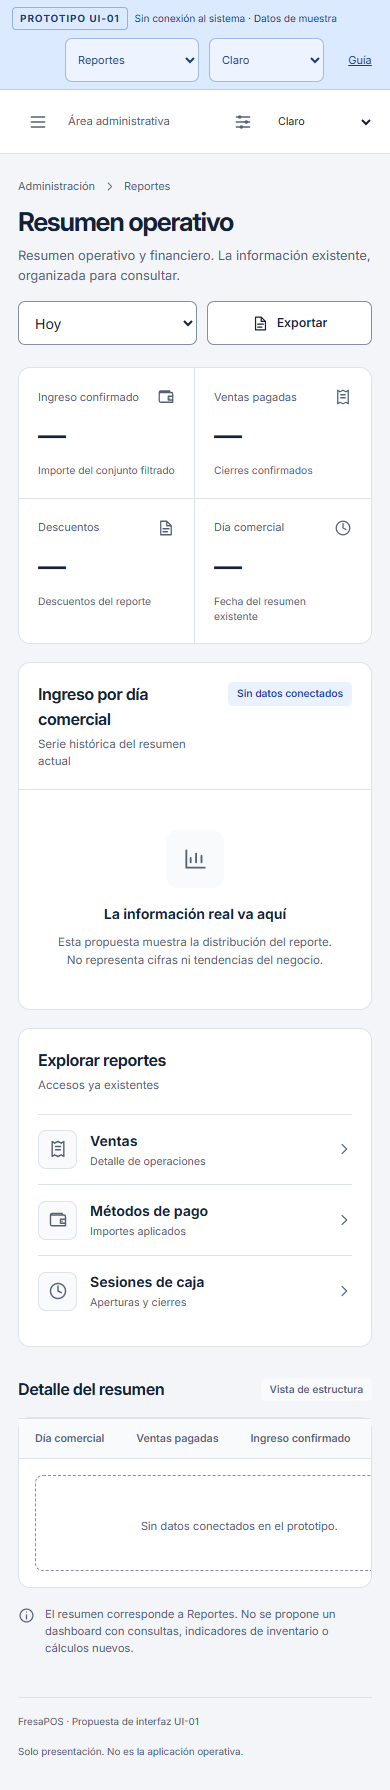 PROTOTIPO UI-01
Sin conexión al sistema · Datos de muestra
Reportes
Claro
Guía
Área administrativa
Claro
Administración
Reportes
Resumen operativo
Resumen operativo y financiero. La información existente,
organizada para consultar.
Hoy
Exportar
Ingreso confirmado
—
Importe del conjunto filtrado
Ventas pagadas
—
Cierres confirmados
Descuentos
—
Descuentos del reporte
Día comercial
—
Fecha del resumen
existente
Ingreso por día
comercial
Sin datos conectados
Serie histórica del resumen
actual
La información real va aquí
Esta propuesta muestra la distribución del reporte.
No representa cifras ni tendencias del negocio.
Explorar reportes
Accesos ya existentes
Ventas
Detalle de operaciones
Métodos de pago
Importes aplicados
Sesiones de caja
Aperturas y cierres
Detalle del resumen
Vista de estructura
Día comercial
Ventas pagadas
Ingreso confirmado
Sin datos conectados en el prototipo.
El resumen corresponde a Reportes. No se propone un
dashboard con consultas, indicadores de inventario o
cálculos nuevos.
FresaPOS · Propuesta de interfaz UI-01
Solo presentación. No es la aplicación operativa.